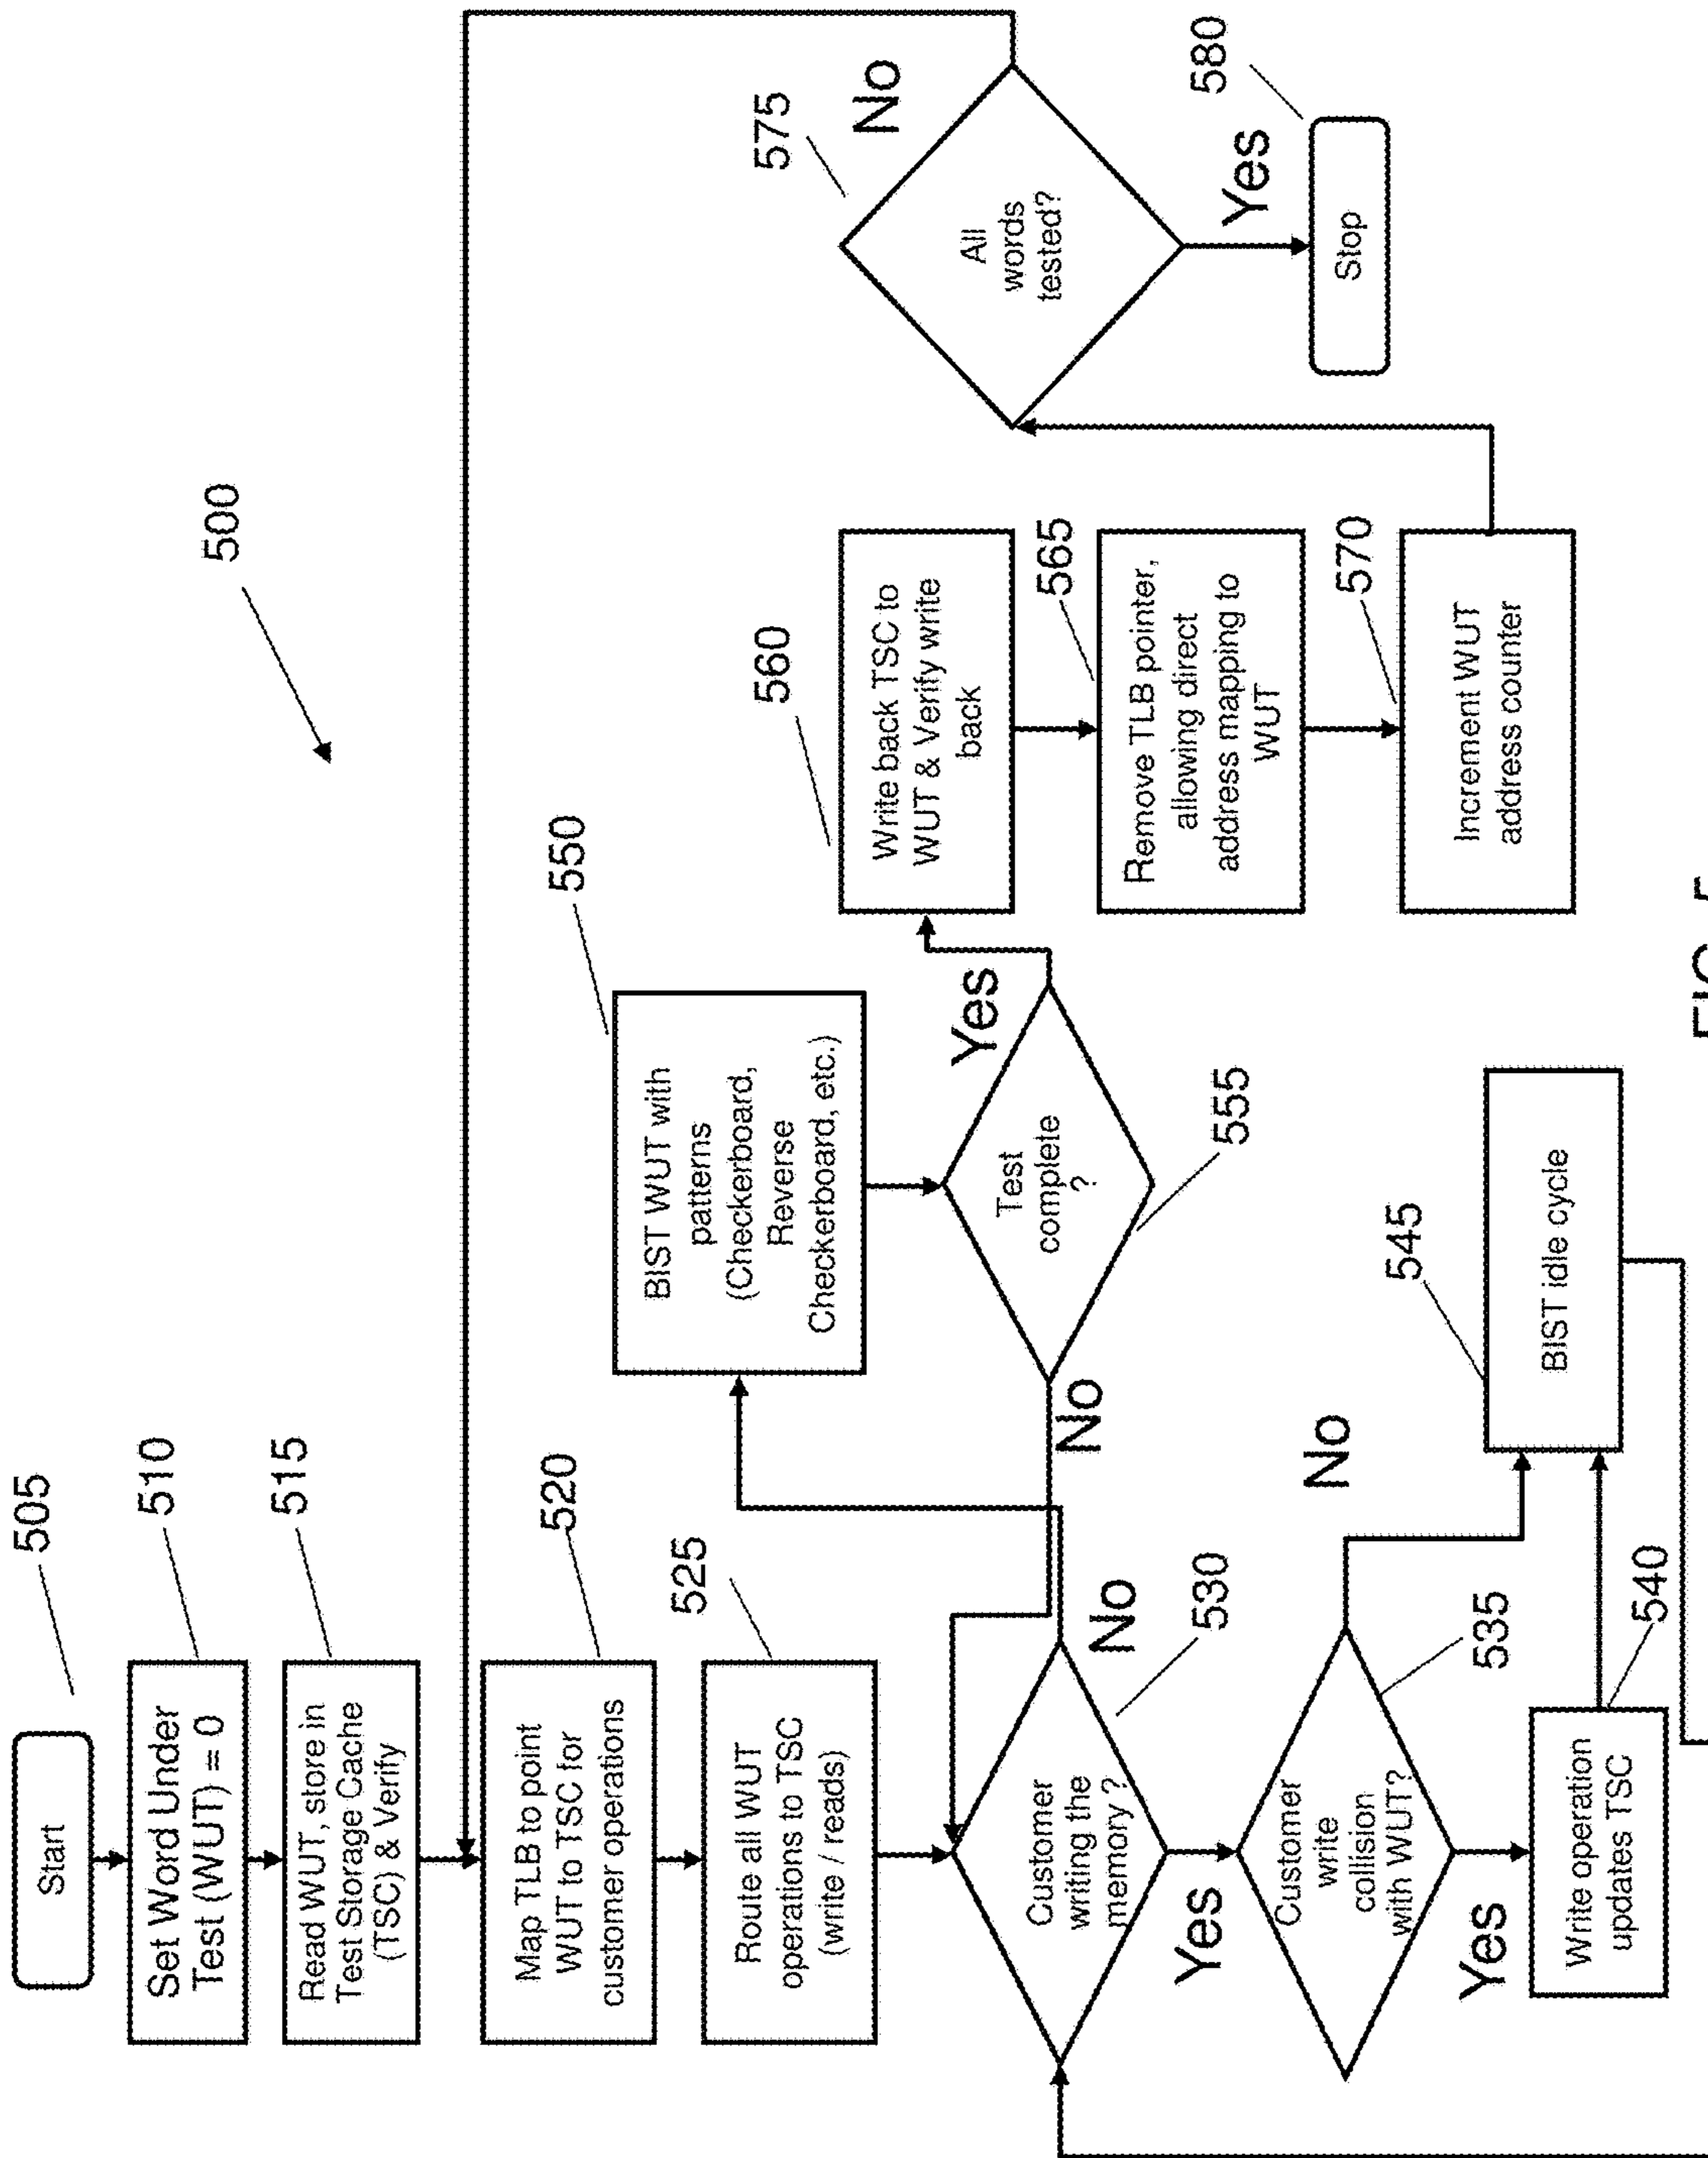 500
505
Start
510
Set Word Under
Test (WUT) = 0
515
Read WUT, store in
Test Storage Cache
(TSC) & Verify
520
Map TLB to point
WUT to TSC for
customer operations
525
Route all WUT
operations to TSC
(write / reads)
530
Customer
writing the
memory ?
No
Yes
535
Customer
write
collision
with WUT?
No
Yes
540
Write operation
updates TSC
545
BIST idle cycle
550
BIST WUT with
patterns
(Checkerboard,
Reverse
Checkerboard, etc.)
555
Test
complete
?
No
Yes
560
Write back TSC to
WUT & Verify write
back
565
Remove TLB pointer,
allowing direct
address mapping to
WUT
570
Increment WUT
address counter
575
All
words
tested?
No
Yes
580
Stop